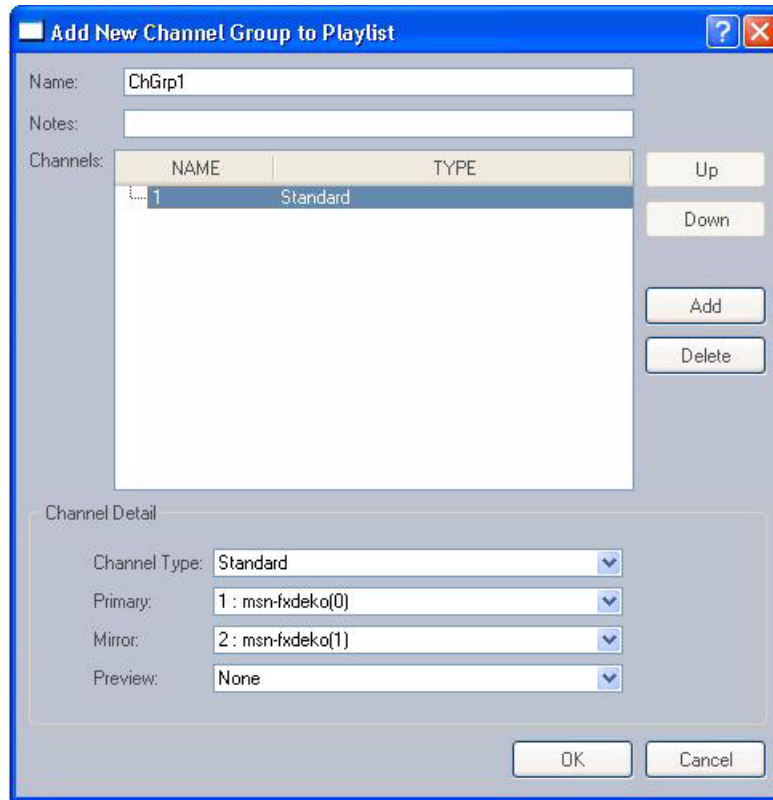 Add New Channel Group to Playlist
?
Name: ChGrp1
Notes:
Channels:
NAME TYPE
1 Standard
Up
Down
Add
Delete
Channel Detail
Channel Type: Standard
Primary: 1 : msn-fxdeko(0)
Mirror: 2 : msn-fxdeko(1)
Preview: None
OK Cancel